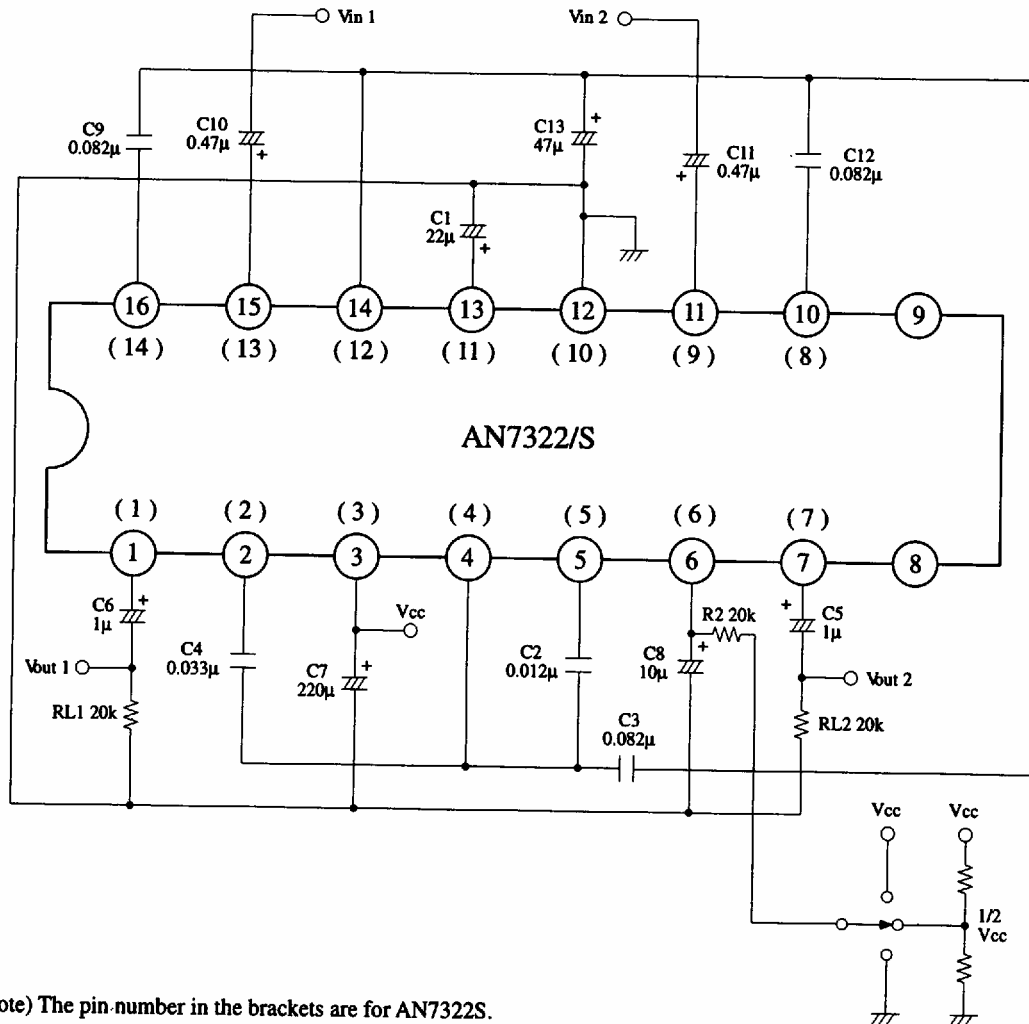 Vin 1
Vin 2
C9
0.082μ
C10
0.47μ
+
C13
47μ
+
C11
0.47μ
+
C12
0.082μ
C1
22μ
+
16 15 14 13 12 11 10 9
( 14 ) ( 13 ) ( 12 ) ( 11 ) ( 10 ) ( 9 ) ( 8 )
AN7322/S
( 1 ) ( 2 ) ( 3 ) ( 4 ) ( 5 ) ( 6 ) ( 7 )
1 2 3 4 5 6 7 8
C6
1μ
+
Vcc
R2 20k
+
C5
1μ
Vout 1
C4
0.033μ
C7
220μ
+
C2
0.012μ
C8
10μ
+
Vout 2
RL1 20k
RL2 20k
C3
0.082μ
Vcc
Vcc
1/2
Vcc
ote) The pin number in the brackets are for AN7322S.